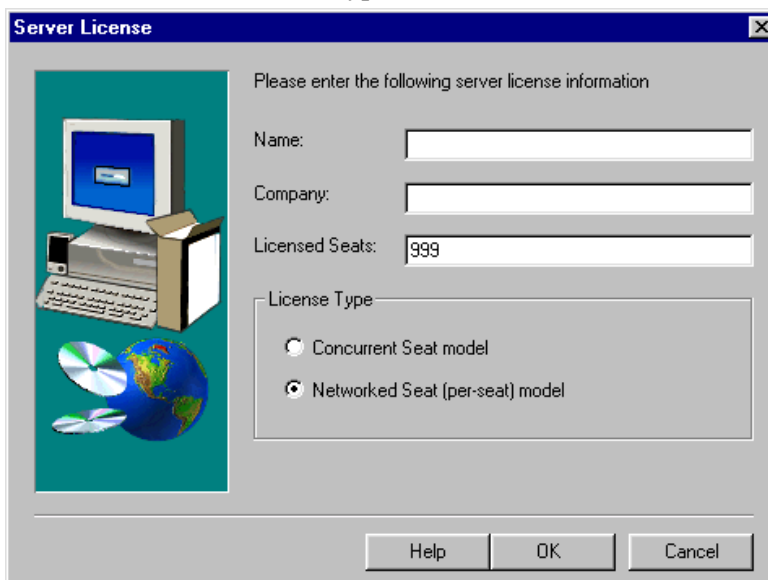 Server License
Please enter the following server license information
Name:
Company:
Licensed Seats:
999
License Type
Concurrent Seat model
Networked Seat (per-seat) model
Help
OK
Cancel